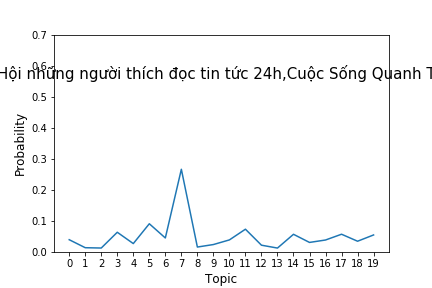 0.7
Hội những người thích đọc tin tức 24h,Cuộc Sống Quanh T
0.6
0.5
0.4
0.3
0.2
0.1
0.0
Probability
0 1 2 3 4 5 6 7 8 9 10 11 12 13 14 15 16 17 18 19
Topic